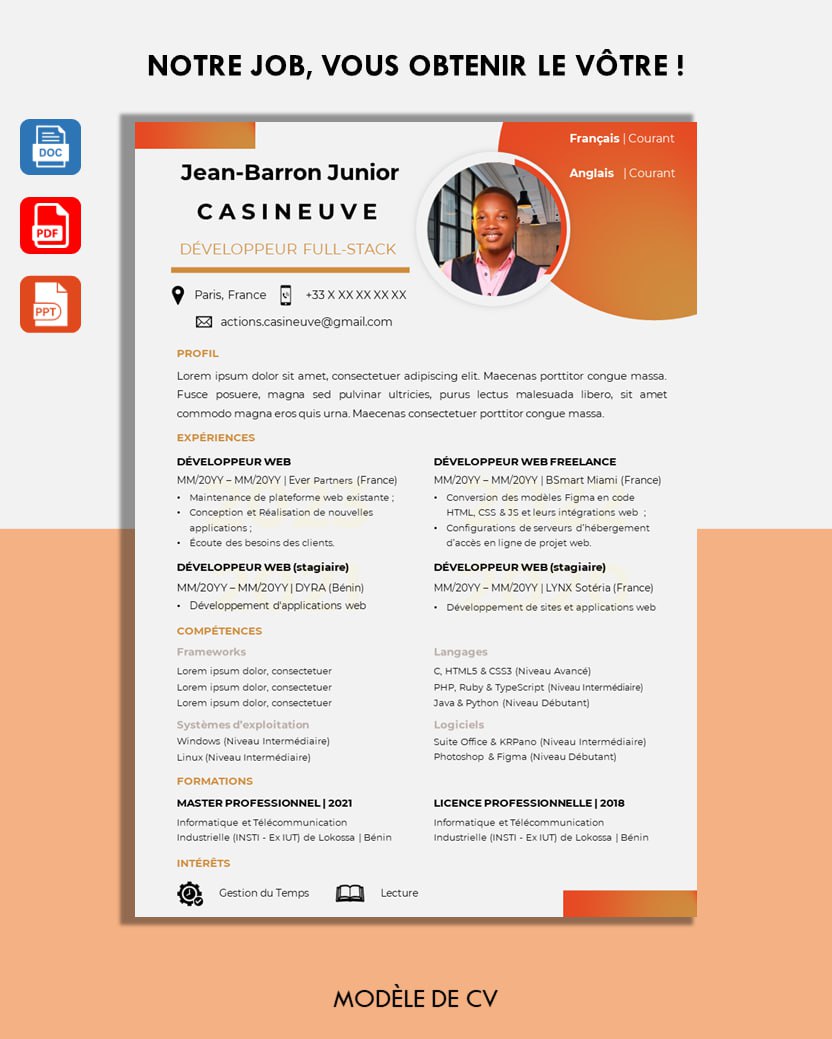 NOTRE JOB, VOUS OBTENIR LE VÔTRE !
DOC
PDF
PPT
Français | Courant
Anglais | Courant
Jean-Barron Junior
CASINEUVE
DÉVELOPPEUR FULL-STACK
Paris, France +33 X XX XX XX XX
actions.casineuve@gmail.com
PROFIL
Lorem ipsum dolor sit amet, consectetuer adipiscing elit. Maecenas porttitor congue massa.
Fusce posuere, magna sed pulvinar ultricies, purus lectus malesuada libero, sit amet
commodo magna eros quis urna. Maecenas consectetuer porttitor congue massa.
EXPÉRIENCES
DÉVELOPPEUR WEB
MM/20YY – MM/20YY | Ever Partners (France)
• Maintenance de plateforme web existante ;
• Conception et Réalisation de nouvelles
applications ;
• Écoute des besoins des clients.
DÉVELOPPEUR WEB FREELANCE
MM/20YY – MM/20YY | BSmart Miami (France)
• Conversion des modèles Figma en code
HTML, CSS & JS et leurs intégrations web ;
• Configurations de serveurs d'hébergement
d'accès en ligne de projet web.
DÉVELOPPEUR WEB (stagiaire)
MM/20YY – MM/20YY | DYRA (Bénin)
• Développement d'applications web
DÉVELOPPEUR WEB (stagiaire)
MM/20YY – MM/20YY | LYNX Sotéria (France)
• Développement de sites et applications web
COMPÉTENCES
Frameworks
Lorem ipsum dolor, consectetuer
Lorem ipsum dolor, consectetuer
Lorem ipsum dolor, consectetuer
Langages
C, HTML5 & CSS3 (Niveau Avancé)
PHP, Ruby & TypeScript (Niveau Intermédiaire)
Java & Python (Niveau Débutant)
Systèmes d'exploitation
Windows (Niveau Intermédiaire)
Linux (Niveau Intermédiaire)
Logiciels
Suite Office & KRPano (Niveau Intermédiaire)
Photoshop & Figma (Niveau Débutant)
FORMATIONS
MASTER PROFESSIONNEL | 2021
Informatique et Télécommunication
Industrielle (INSTI - Ex IUT) de Lokossa | Bénin
LICENCE PROFESSIONNELLE | 2018
Informatique et Télécommunication
Industrielle (INSTI - Ex IUT) de Lokossa | Bénin
INTÉRÊTS
Gestion du Temps Lecture
MODÈLE DE CV